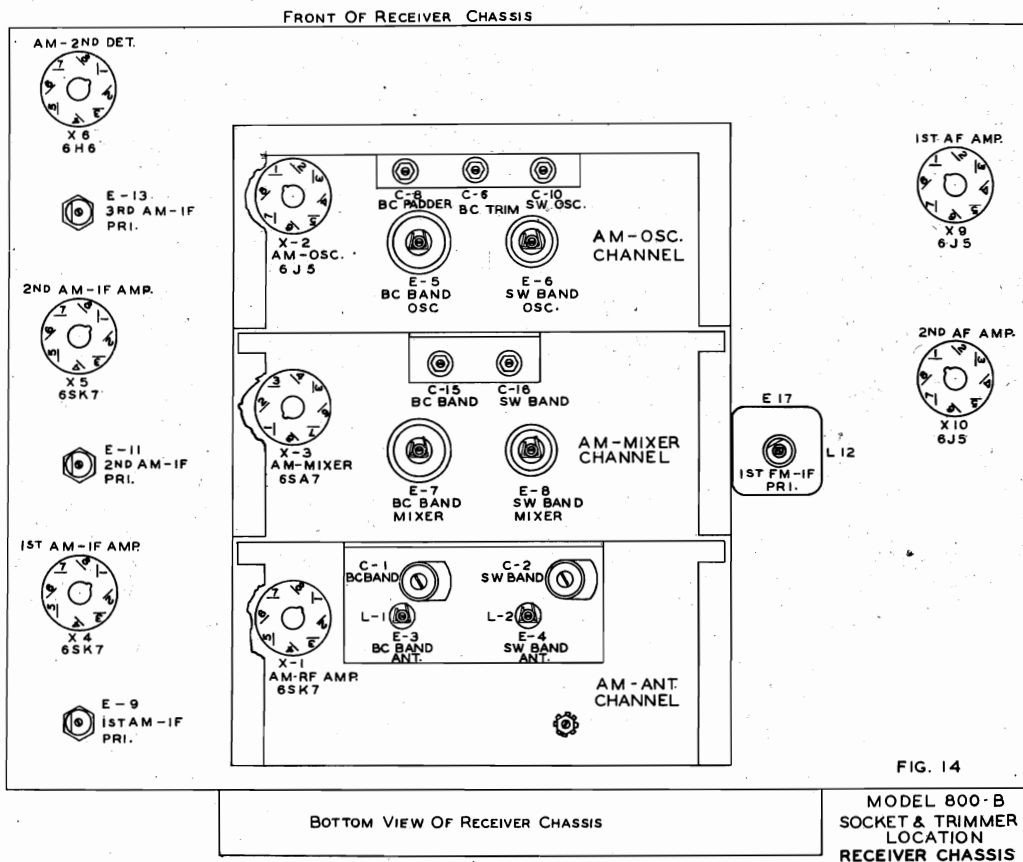 FRONT OF RECEIVER CHASSIS
AM-2ND DET.
X 6
6H6
E-13
3RD AM-IF
PRI.
2ND AM-IF AMP.
X 5
6SK7
E-11
2ND AM-IF
PRI.
1ST AM-IF AMP.
X 4
6SK7
E-9
1ST AM-IF
PRI.
X-2
AM-OSC.
6J5
C-8
BC PADDER
C-6
BC TRIM
C-10
SW OSC.
E-5
BC BAND
OSC
E-6
SW BAND
OSC.
AM-OSC.
CHANNEL
X-3
AM-MIXER
6SA7
C-15
BC BAND
C-16
SW BAND
E-7
BC BAND
MIXER
E-8
SW BAND
MIXER
AM-MIXER
CHANNEL
X-1
AM-RF AMP.
6SK7
C-1
BC BAND
C-2
SW BAND
L-1
E-3
BC BAND
ANT.
L-2
E-4
SW BAND
ANT.
AM-ANT.
CHANNEL
1ST AF AMP.
X 9
6J5
2ND AF AMP.
X10
6J5
E 17
L 12
1ST FM-IF
PRI.
FIG. 14
BOTTOM VIEW OF RECEIVER CHASSIS
MODEL 800-B
SOCKET & TRIMMER
LOCATION
RECEIVER CHASSIS